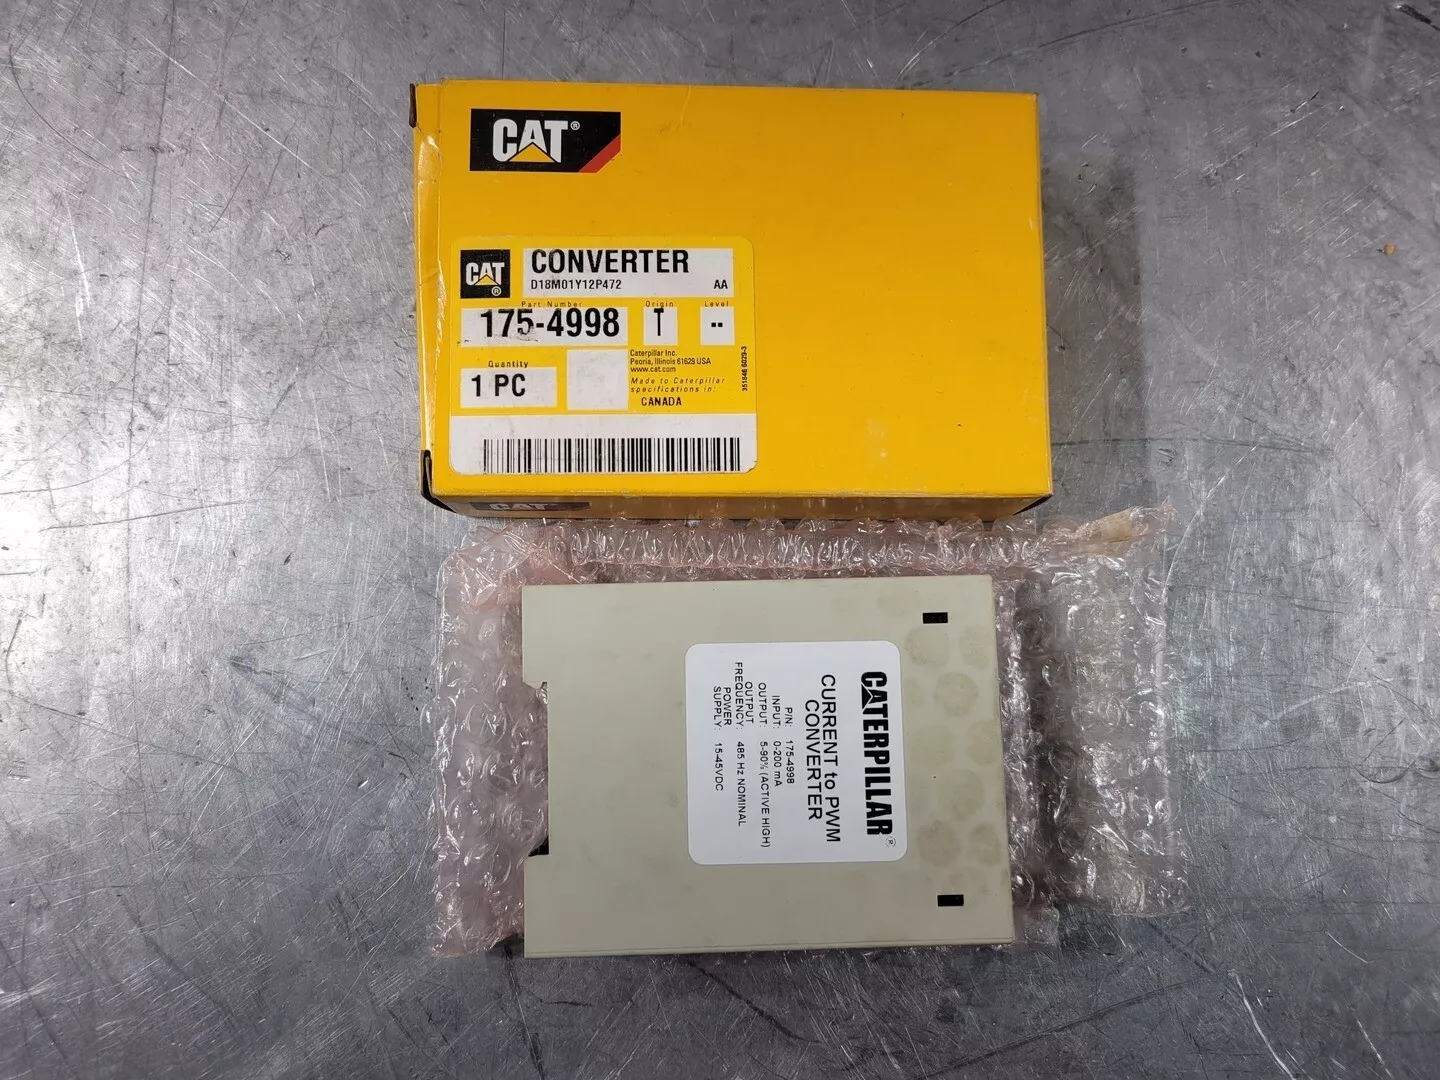 CAT®
CAT®
CONVERTER
D18M01Y12P472 AA
Part Number Origin Level
175-4998 T --
Quantity
1 PC
Caterpillar Inc.
Peoria, Illinois 61629 USA
www.cat.com
Made to Caterpillar
specifications in:
CANADA
CAT
CATERPILLAR®
CURRENT to PWM
CONVERTER
P/N: 175-4998
INPUT: 0-200 mA
OUTPUT: 5-90% (ACTIVE HIGH)
OUTPUT
FREQUENCY: 485 Hz NOMINAL
POWER
SUPPLY: 15-45VDC